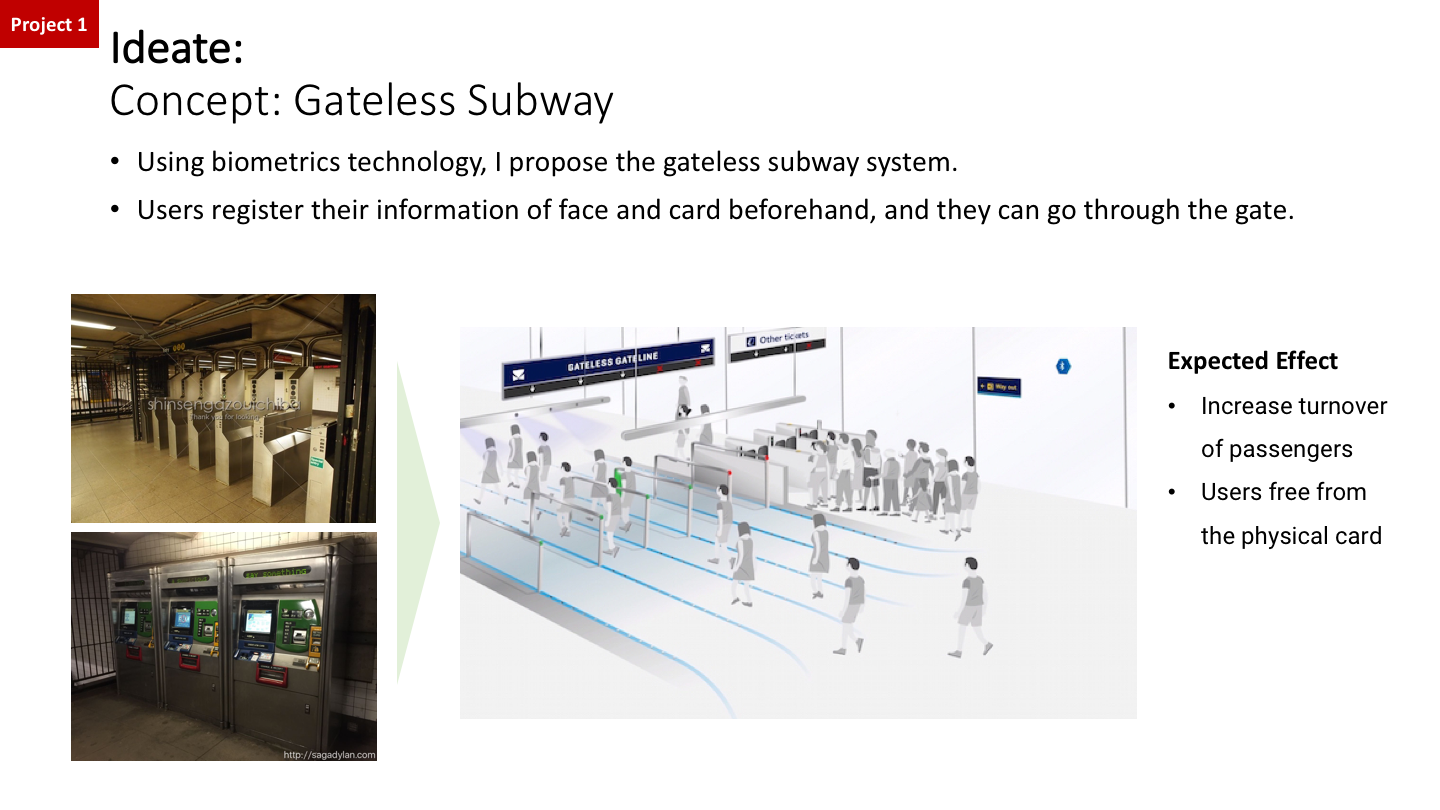 Project 1
Ideate:
Concept: Gateless Subway
• Using biometrics technology, I propose the gateless subway system.
• Users register their information of face and card beforehand, and they can go through the gate.
shinsengazouichiba
Thank you for looking
say something
http://sagadylan.com
GATELESS GATELINE
Other tickets
Way out
Expected Effect
• Increase turnover
of passengers
• Users free from
the physical card